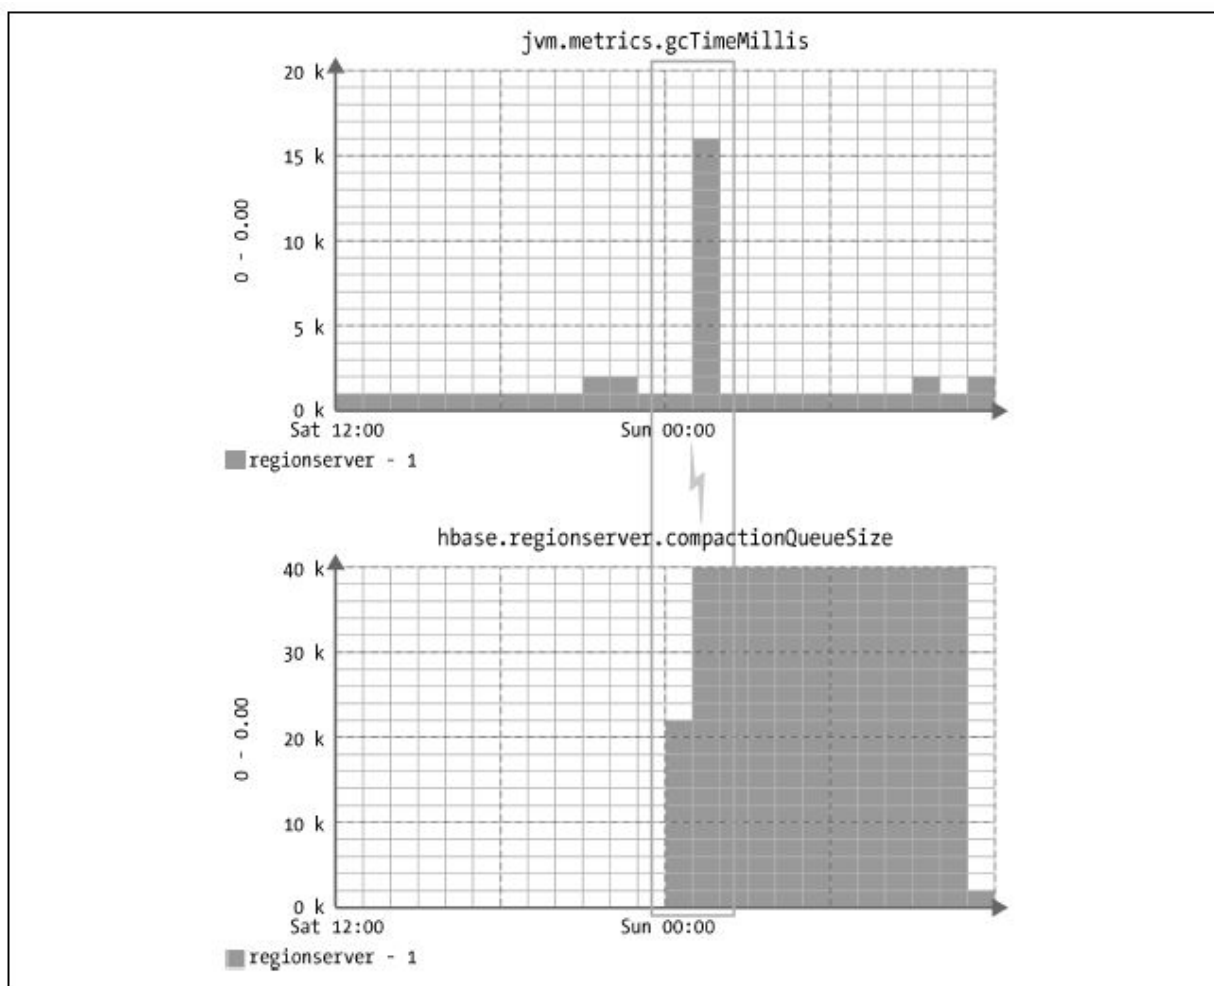 jvm.metrics.gcTimeMillis
20 k
15 k
10 k
5 k
0 k
0 - 0.00
Sat 12:00 Sun 00:00
regionserver - 1
hbase.regionserver.compactionQueueSize
40 k
30 k
20 k
10 k
0 k
0 - 0.00
Sat 12:00 Sun 00:00
regionserver - 1